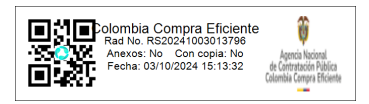 Colombia Compra Eficiente
Rad No. RS20241003013796
Anexos: No Con copia: No
Fecha: 03/10/2024 15:13:32
Agencia Nacional
de Contratación Pública
Colombia Compra Eficiente